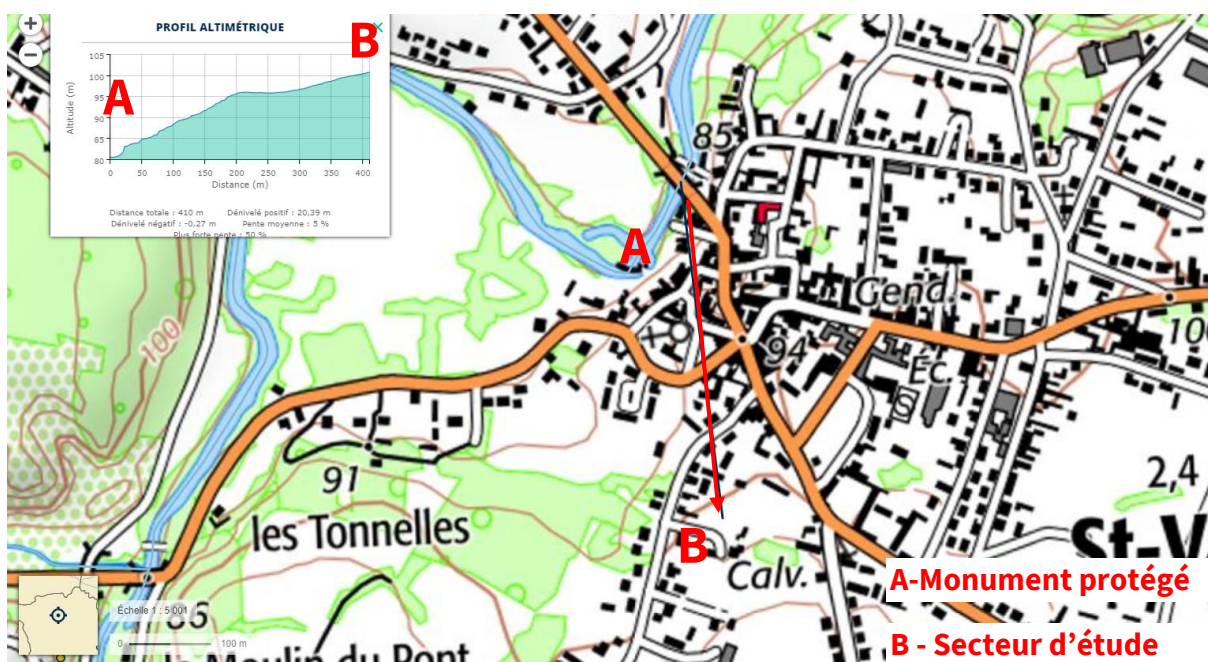 +
−
PROFIL ALTIMÉTRIQUE
×
B
A
Altitude (m)
105
100
95
90
85
80
0 50 100 150 200 250 300 350 400
Distance (m)
Distance totale : 410 m Dénivelé positif : 20,39 m
Dénivelé négatif : -0,27 m Pente moyenne : 5 %
Plus forte pente : 50 %
85
A
Gend.
100
94
Éc.
91
2,4
les Tonnelles
B
St-V
Calv.
A-Monument protégé
Échelle 1 : 5 001
86
0 100 m
B - Secteur d'étude
le Moulin du Pont